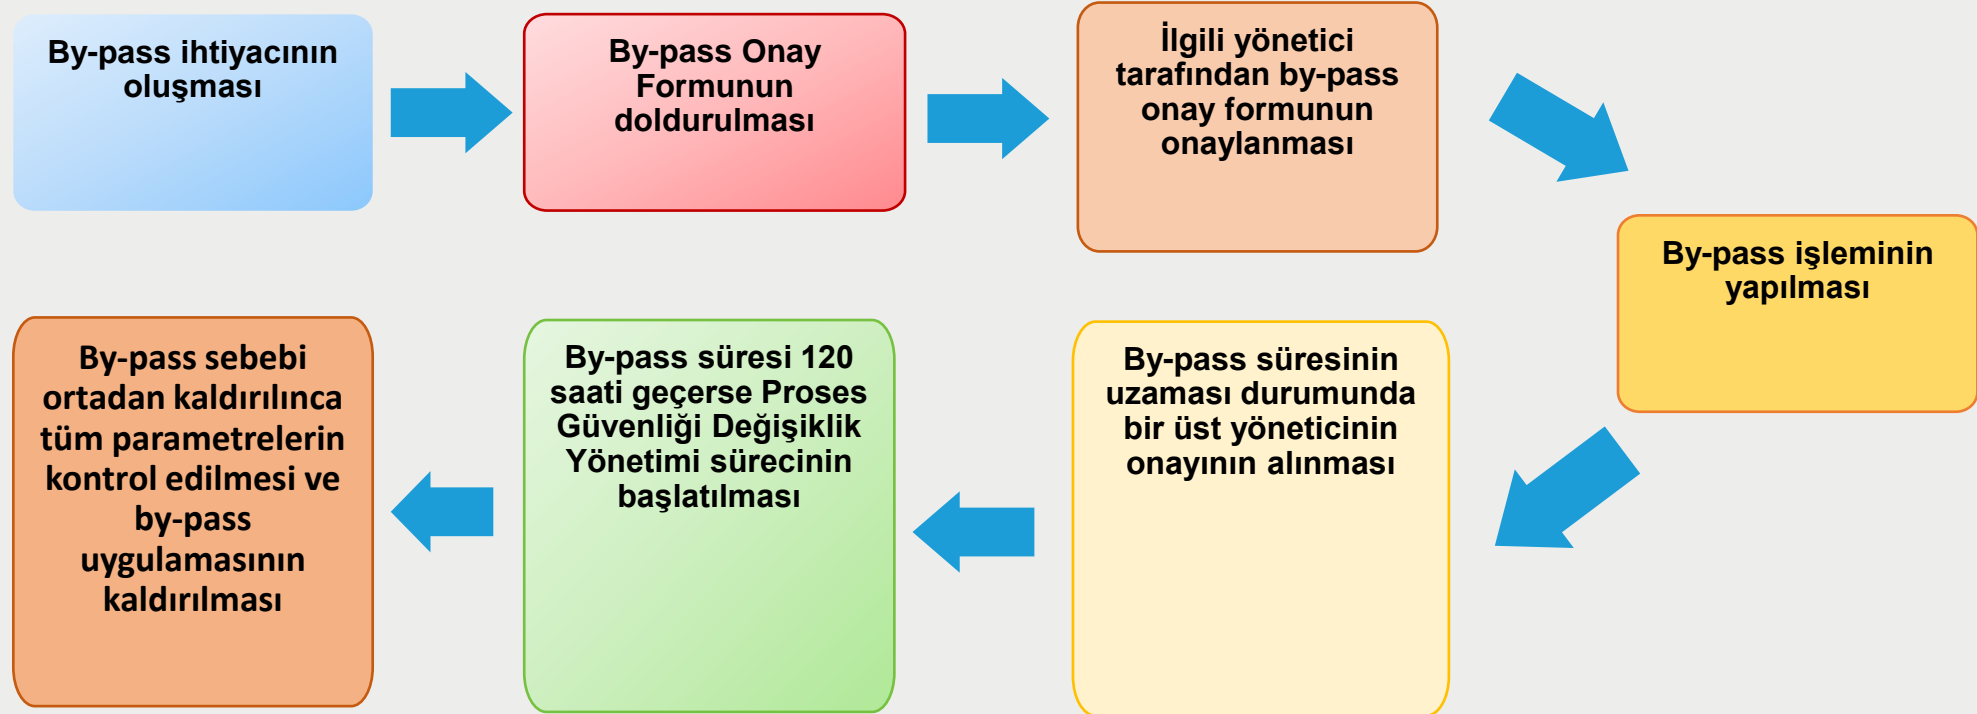 By-pass ihtiyacının
oluşması
By-pass Onay
Formunun
doldurulması
İlgili yönetici
tarafından by-pass
onay formunun
onaylanması
By-pass işleminin
yapılması
By-pass süresinin
uzaması durumunda
bir üst yöneticinin
onayının alınması
By-pass süresi 120
saati geçerse Proses
Güvenliği Değişiklik
Yönetimi sürecinin
başlatılması
By-pass sebebi
ortadan kaldırılınca
tüm parametrelerin
kontrol edilmesi ve
by-pass
uygulamasının
kaldırılması